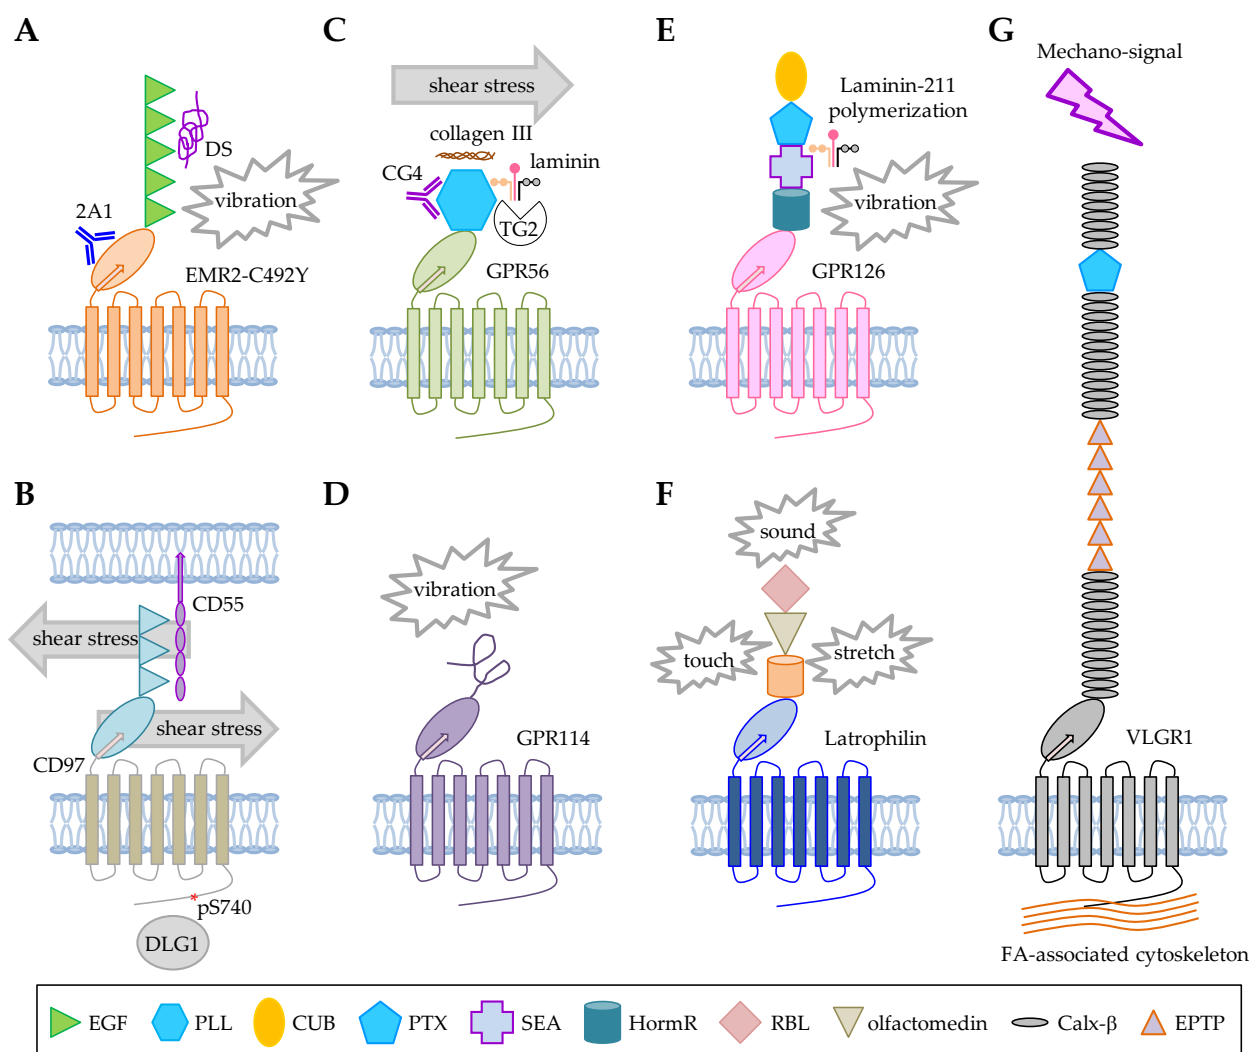 A
DS
vibration
2A1
EMR2-C492Y
B
CD55
shear stress
shear stress
CD97
*
pS740
DLG1
C
shear stress
collagen III
laminin
CG4
TG2
GPR56
D
vibration
GPR114
E
Laminin-211
polymerization
vibration
GPR126
F
sound
touch
stretch
Latrophilin
G
Mechano-signal
VLGR1
FA-associated cytoskeleton
EGF PLL CUB PTX SEA HormR RBL olfactomedin Calx-β EPTP